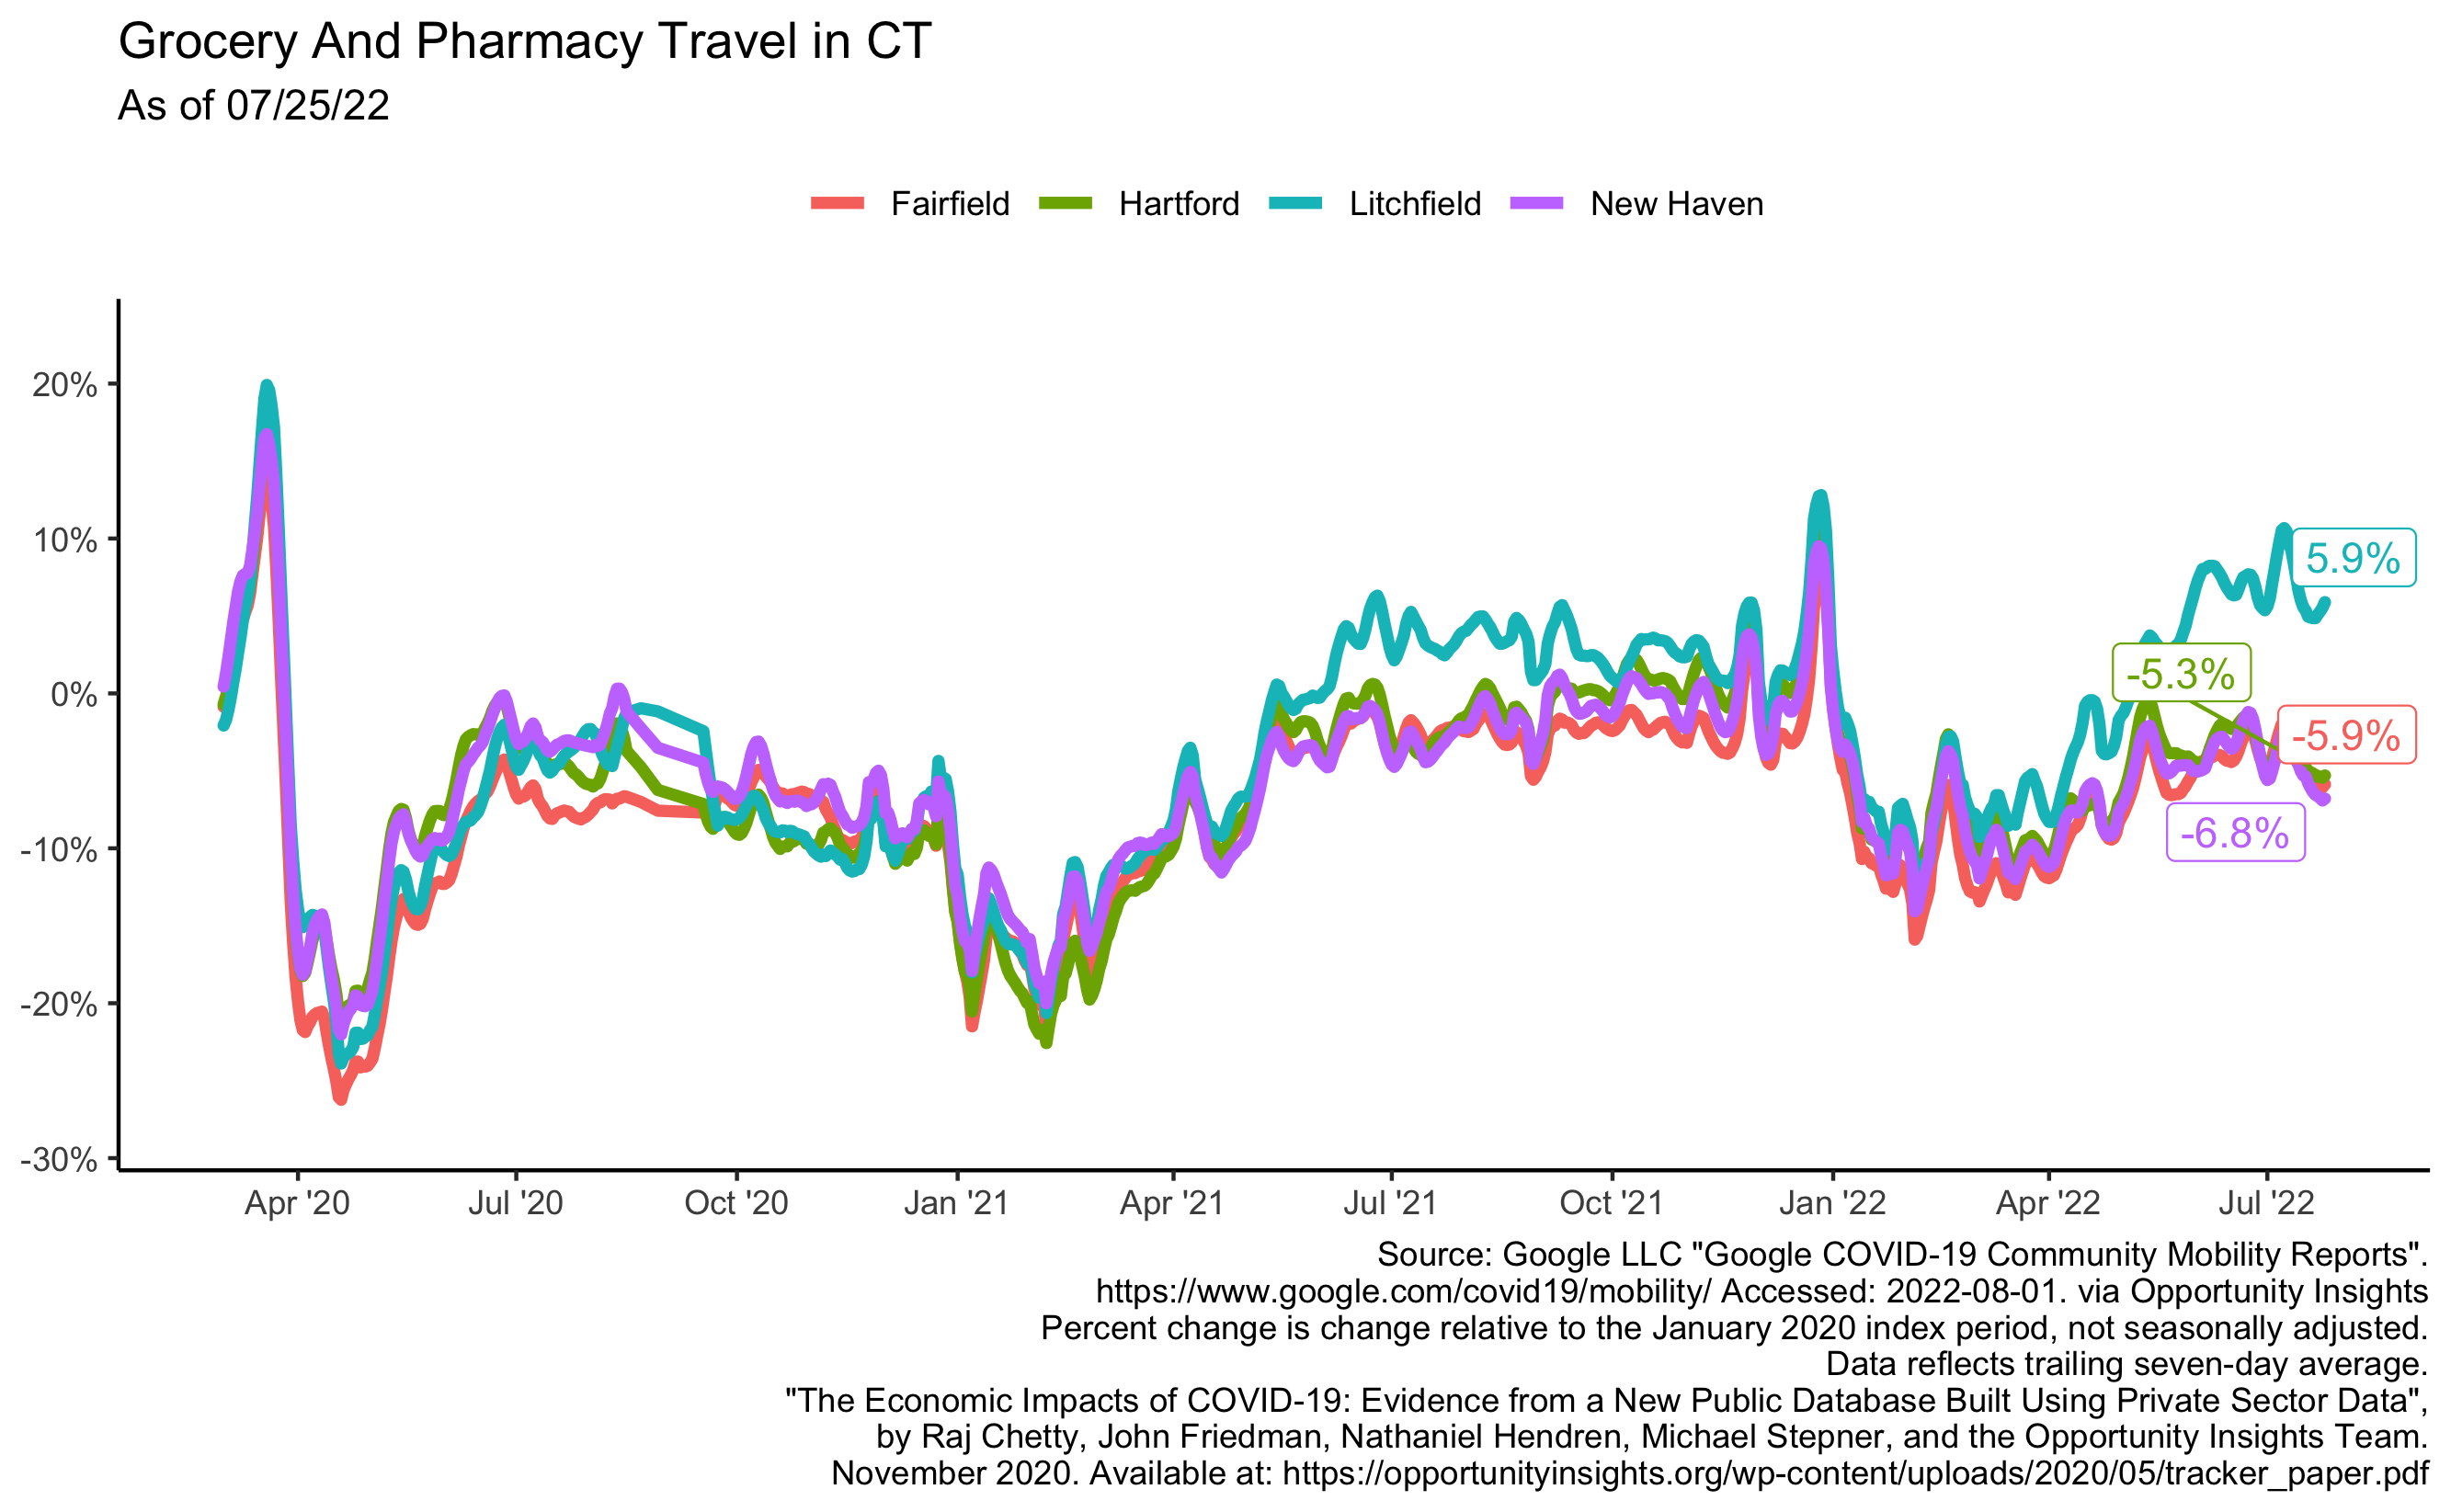 Grocery And Pharmacy Travel in CT
As of 07/25/22
Fairfield Hartford Litchfield New Haven
20%
10%
0%
-10%
-20%
-30%
5.9%
-5.3%
-5.9%
-6.8%
Apr '20 Jul '20 Oct '20 Jan '21 Apr '21 Jul '21 Oct '21 Jan '22 Apr '22 Jul '22
Source: Google LLC "Google COVID-19 Community Mobility Reports".
https://www.google.com/covid19/mobility/ Accessed: 2022-08-01. via Opportunity Insights
Percent change is change relative to the January 2020 index period, not seasonally adjusted.
Data reflects trailing seven-day average.
"The Economic Impacts of COVID-19: Evidence from a New Public Database Built Using Private Sector Data",
by Raj Chetty, John Friedman, Nathaniel Hendren, Michael Stepner, and the Opportunity Insights Team.
November 2020. Available at: https://opportunityinsights.org/wp-content/uploads/2020/05/tracker_paper.pdf